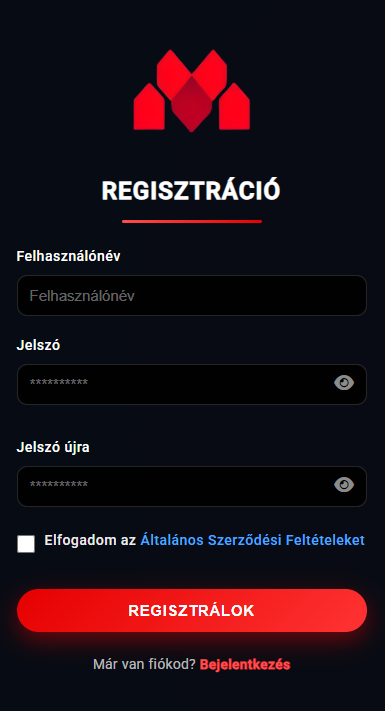 REGISZTRÁCIÓ
Felhasználónév
Felhasználónév
Jelszó
**********
Jelszó újra
**********
Elfogadom az Általános Szerződési Feltételeket
REGISZTRÁLOK
Már van fiókod? Bejelentkezés